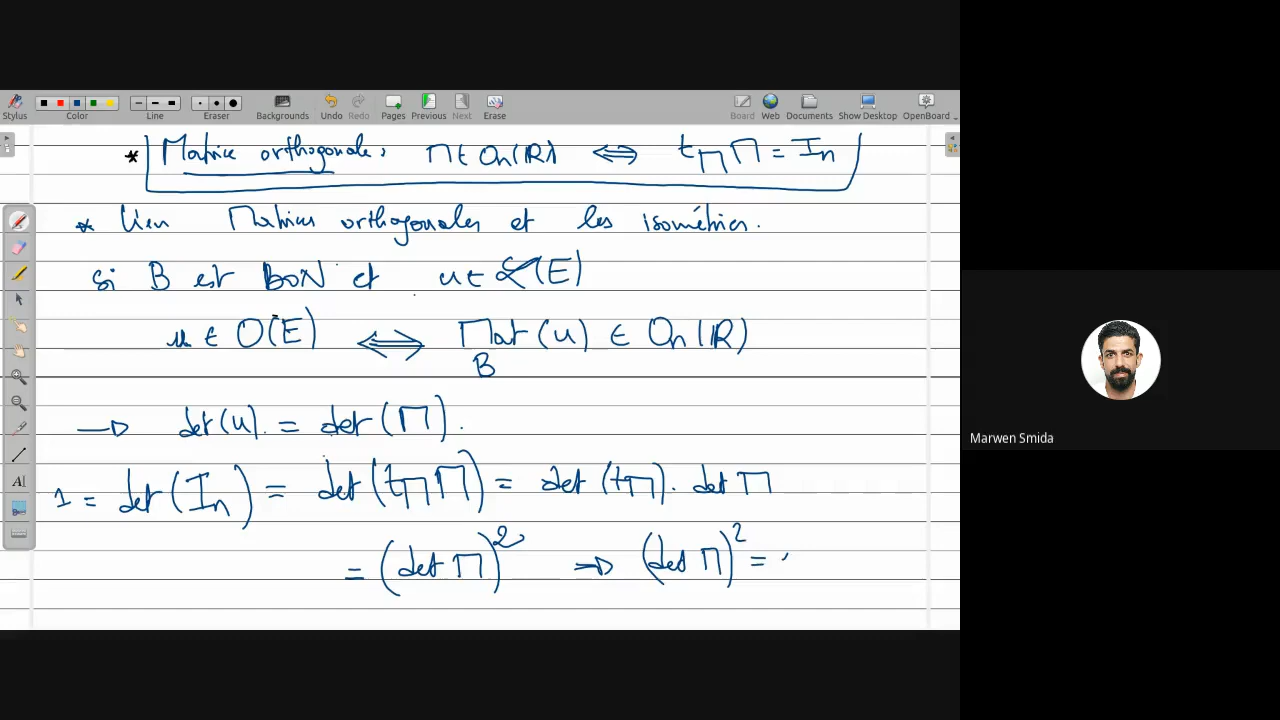 Stylus Color Line Eraser Backgrounds Undo Redo Pages Previous Next Erase Board Web Documents Show Desktop OpenBoard
* Matrice orthogonale, M ∈ On(ℝ) ⟺ tM M = In
* lien Matrices orthogonales et les isométries.
si B est BON et u ∈ ℒ(E)
u ∈ O(E) ⟺ Mat (u) ∈ On(ℝ)
B
→ det(u) = det(M).
1 = det(In) = det(tM M) = det(tM). det M
= (det M)² → (det M)² =
Marwen Smida